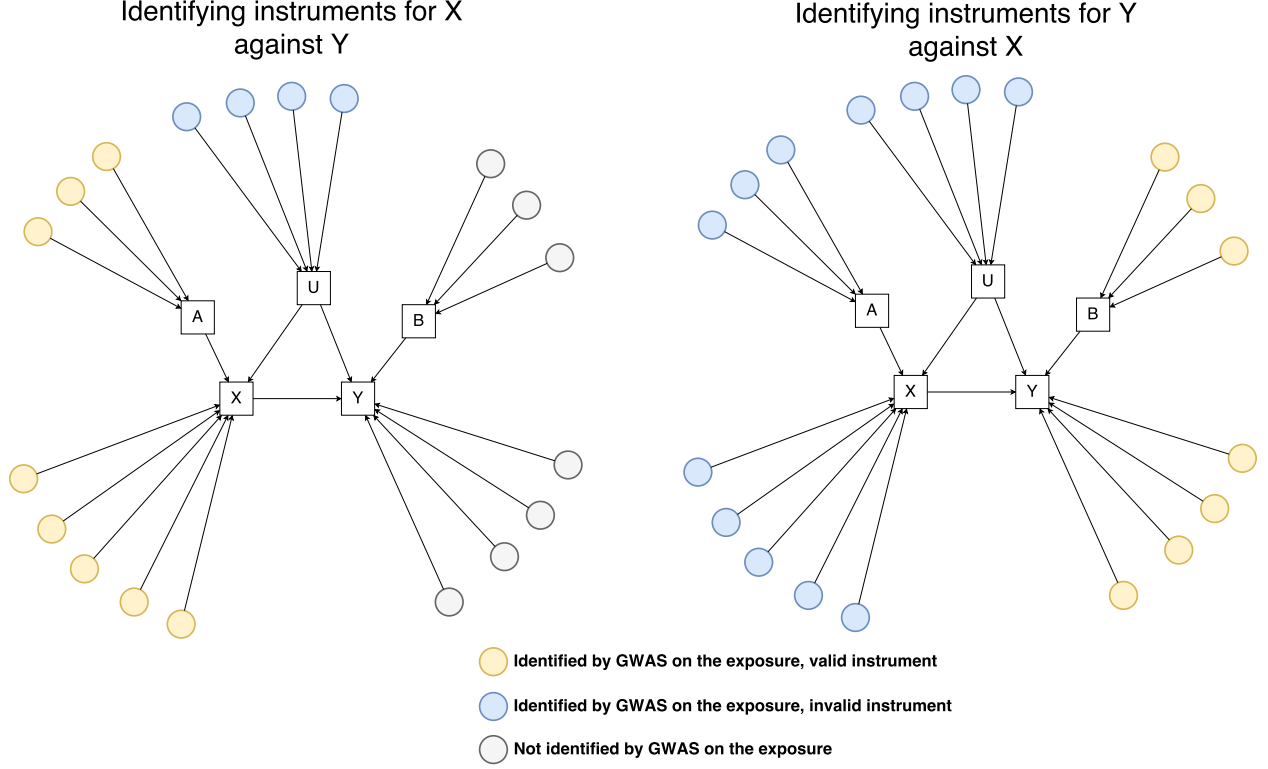 Identifying instruments for X
against Y
Identifying instruments for Y
against X
U
A
B
X
Y
U
A
B
X
Y
Identified by GWAS on the exposure, valid instrument
Identified by GWAS on the exposure, invalid instrument
Not identified by GWAS on the exposure